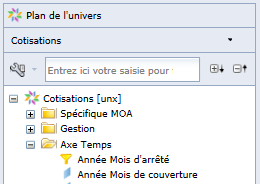 Plan de l'univers
Cotisations
Entrez ici votre saisie pour
Cotisations [unx]
Spécifique MOA
Gestion
Axe Temps
Année Mois d'arrêté
Année Mois de couverture